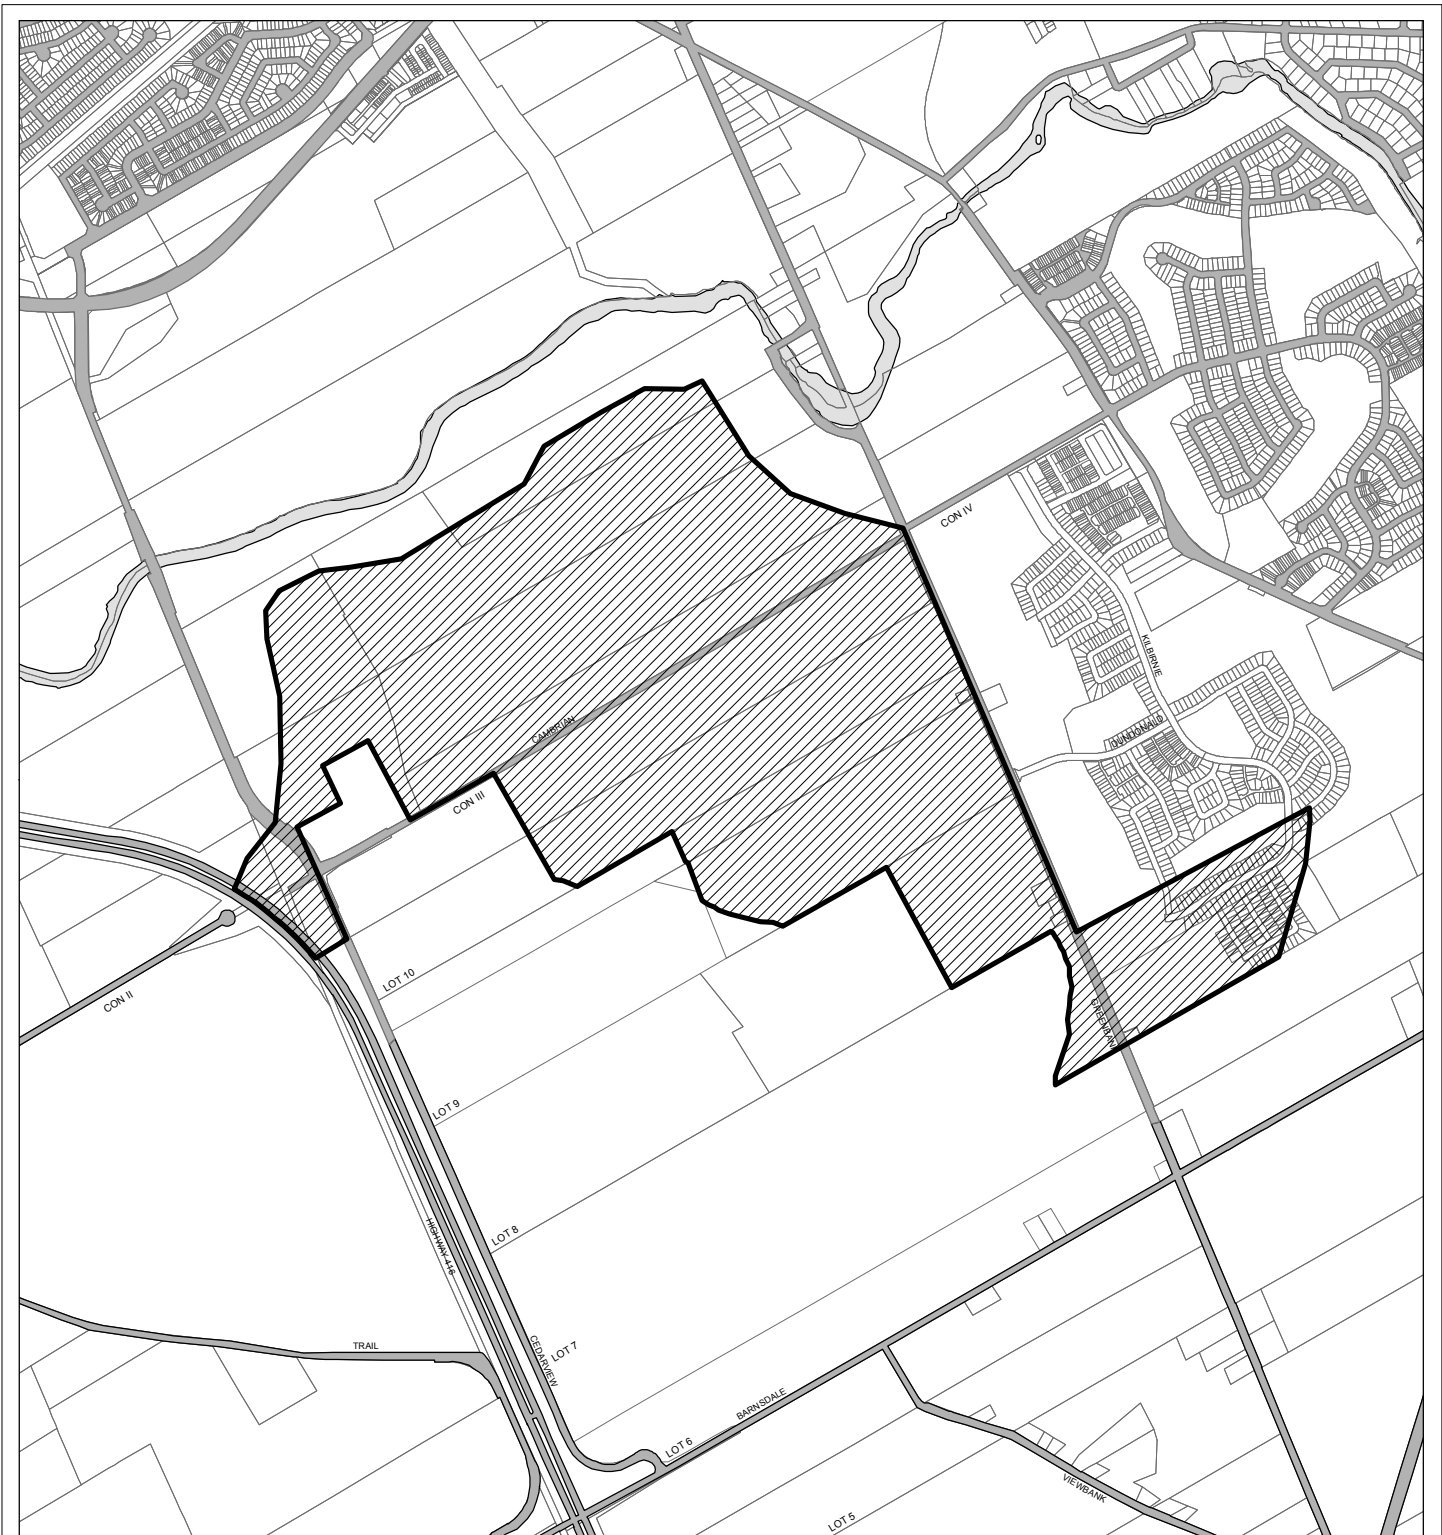 CON IV
KILBIRNIE
DUNDONALD
CAMBRIAN
CON III
LOT 10
CON II
GREENBANK
LOT 9
LOT 8
HIGHWAY 416
TRAIL
CEDARVIEW
LOT 7
BARNSDALE
LOT 6
VIEWBANK
LOT 5